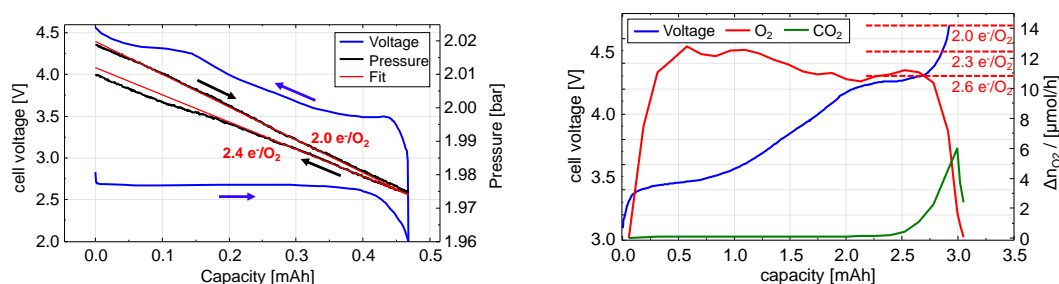 4.5
4.0
3.5
3.0
2.5
2.0
cell voltage [V]
Voltage
Pressure
Fit
2.0 e⁻/O₂
2.4 e⁻/O₂
2.02
2.01
2.00
1.99
1.98
1.97
1.96
Pressure [bar]
0.0 0.1 0.2 0.3 0.4 0.5
Capacity [mAh]
Voltage O₂ CO₂
4.5
4.0
3.5
3.0
cell voltage [V]
2.0 e⁻/O₂
2.3 e⁻/O₂
2.6 e⁻/O₂
14
12
10
8
6
4
2
0
Δn_O₂ / [μmol/h]
0.0 0.5 1.0 1.5 2.0 2.5 3.0 3.5
capacity [mAh]